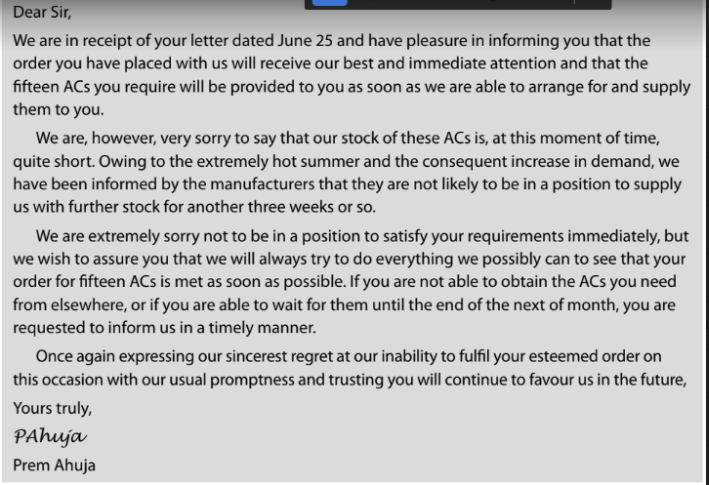 Dear Sir,
We are in receipt of your letter dated June 25 and have pleasure in informing you that the
order you have placed with us will receive our best and immediate attention and that the
fifteen ACs you require will be provided to you as soon as we are able to arrange for and supply
them to you.
We are, however, very sorry to say that our stock of these ACs is, at this moment of time,
quite short. Owing to the extremely hot summer and the consequent increase in demand, we
have been informed by the manufacturers that they are not likely to be in a position to supply
us with further stock for another three weeks or so.
We are extremely sorry not to be in a position to satisfy your requirements immediately, but
we wish to assure you that we will always try to do everything we possibly can to see that your
order for fifteen ACs is met as soon as possible. If you are not able to obtain the ACs you need
from elsewhere, or if you are able to wait for them until the end of the next of month, you are
requested to inform us in a timely manner.
Once again expressing our sincerest regret at our inability to fulfil your esteemed order on
this occasion with our usual promptness and trusting you will continue to favour us in the future,
Yours truly,
PAhuja
Prem Ahuja